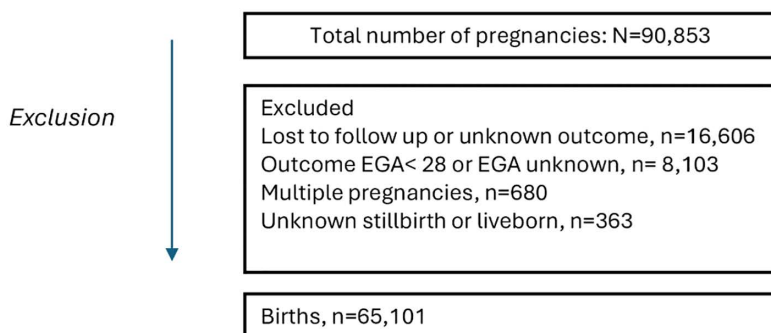 Total number of pregnancies: N=90,853
Exclusion
Excluded
Lost to follow up or unknown outcome, n=16,606
Outcome EGA< 28 or EGA unknown, n= 8,103
Multiple pregnancies, n=680
Unknown stillbirth or liveborn, n=363
Births, n=65,101